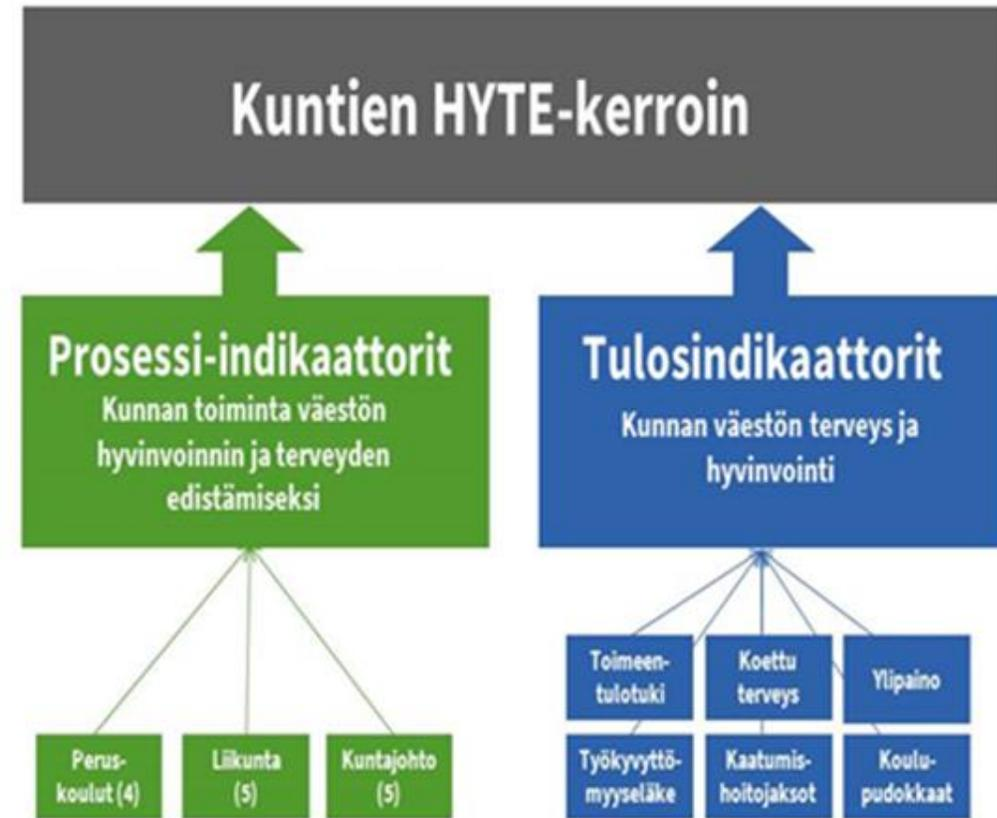 Kuntien HYTE-kerroin
Prosessi-indikaattorit
Kunnan toiminta väestön
hyvinvoinnin ja terveyden
edistämiseksi
Tulosindikaattorit
Kunnan väestön terveys ja
hyvinvointi
Perus-
koulut (4)
Liikunta
(5)
Kuntajohto
(5)
Toimeen-
tulotuki
Koettu
terveys
Ylipaino
Työkyvyttö-
myyseläke
Kaatumis-
hoitojaksot
Koulu-
pudokkaat